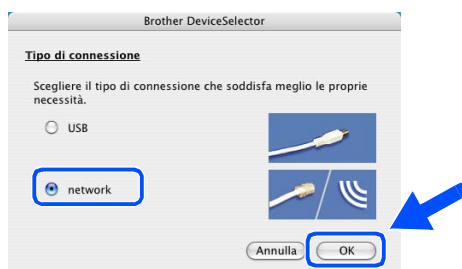 Brother DeviceSelector
Tipo di connessione
Scegliere il tipo di connessione che soddisfa meglio le proprie
necessità.
USB
network
Annulla OK